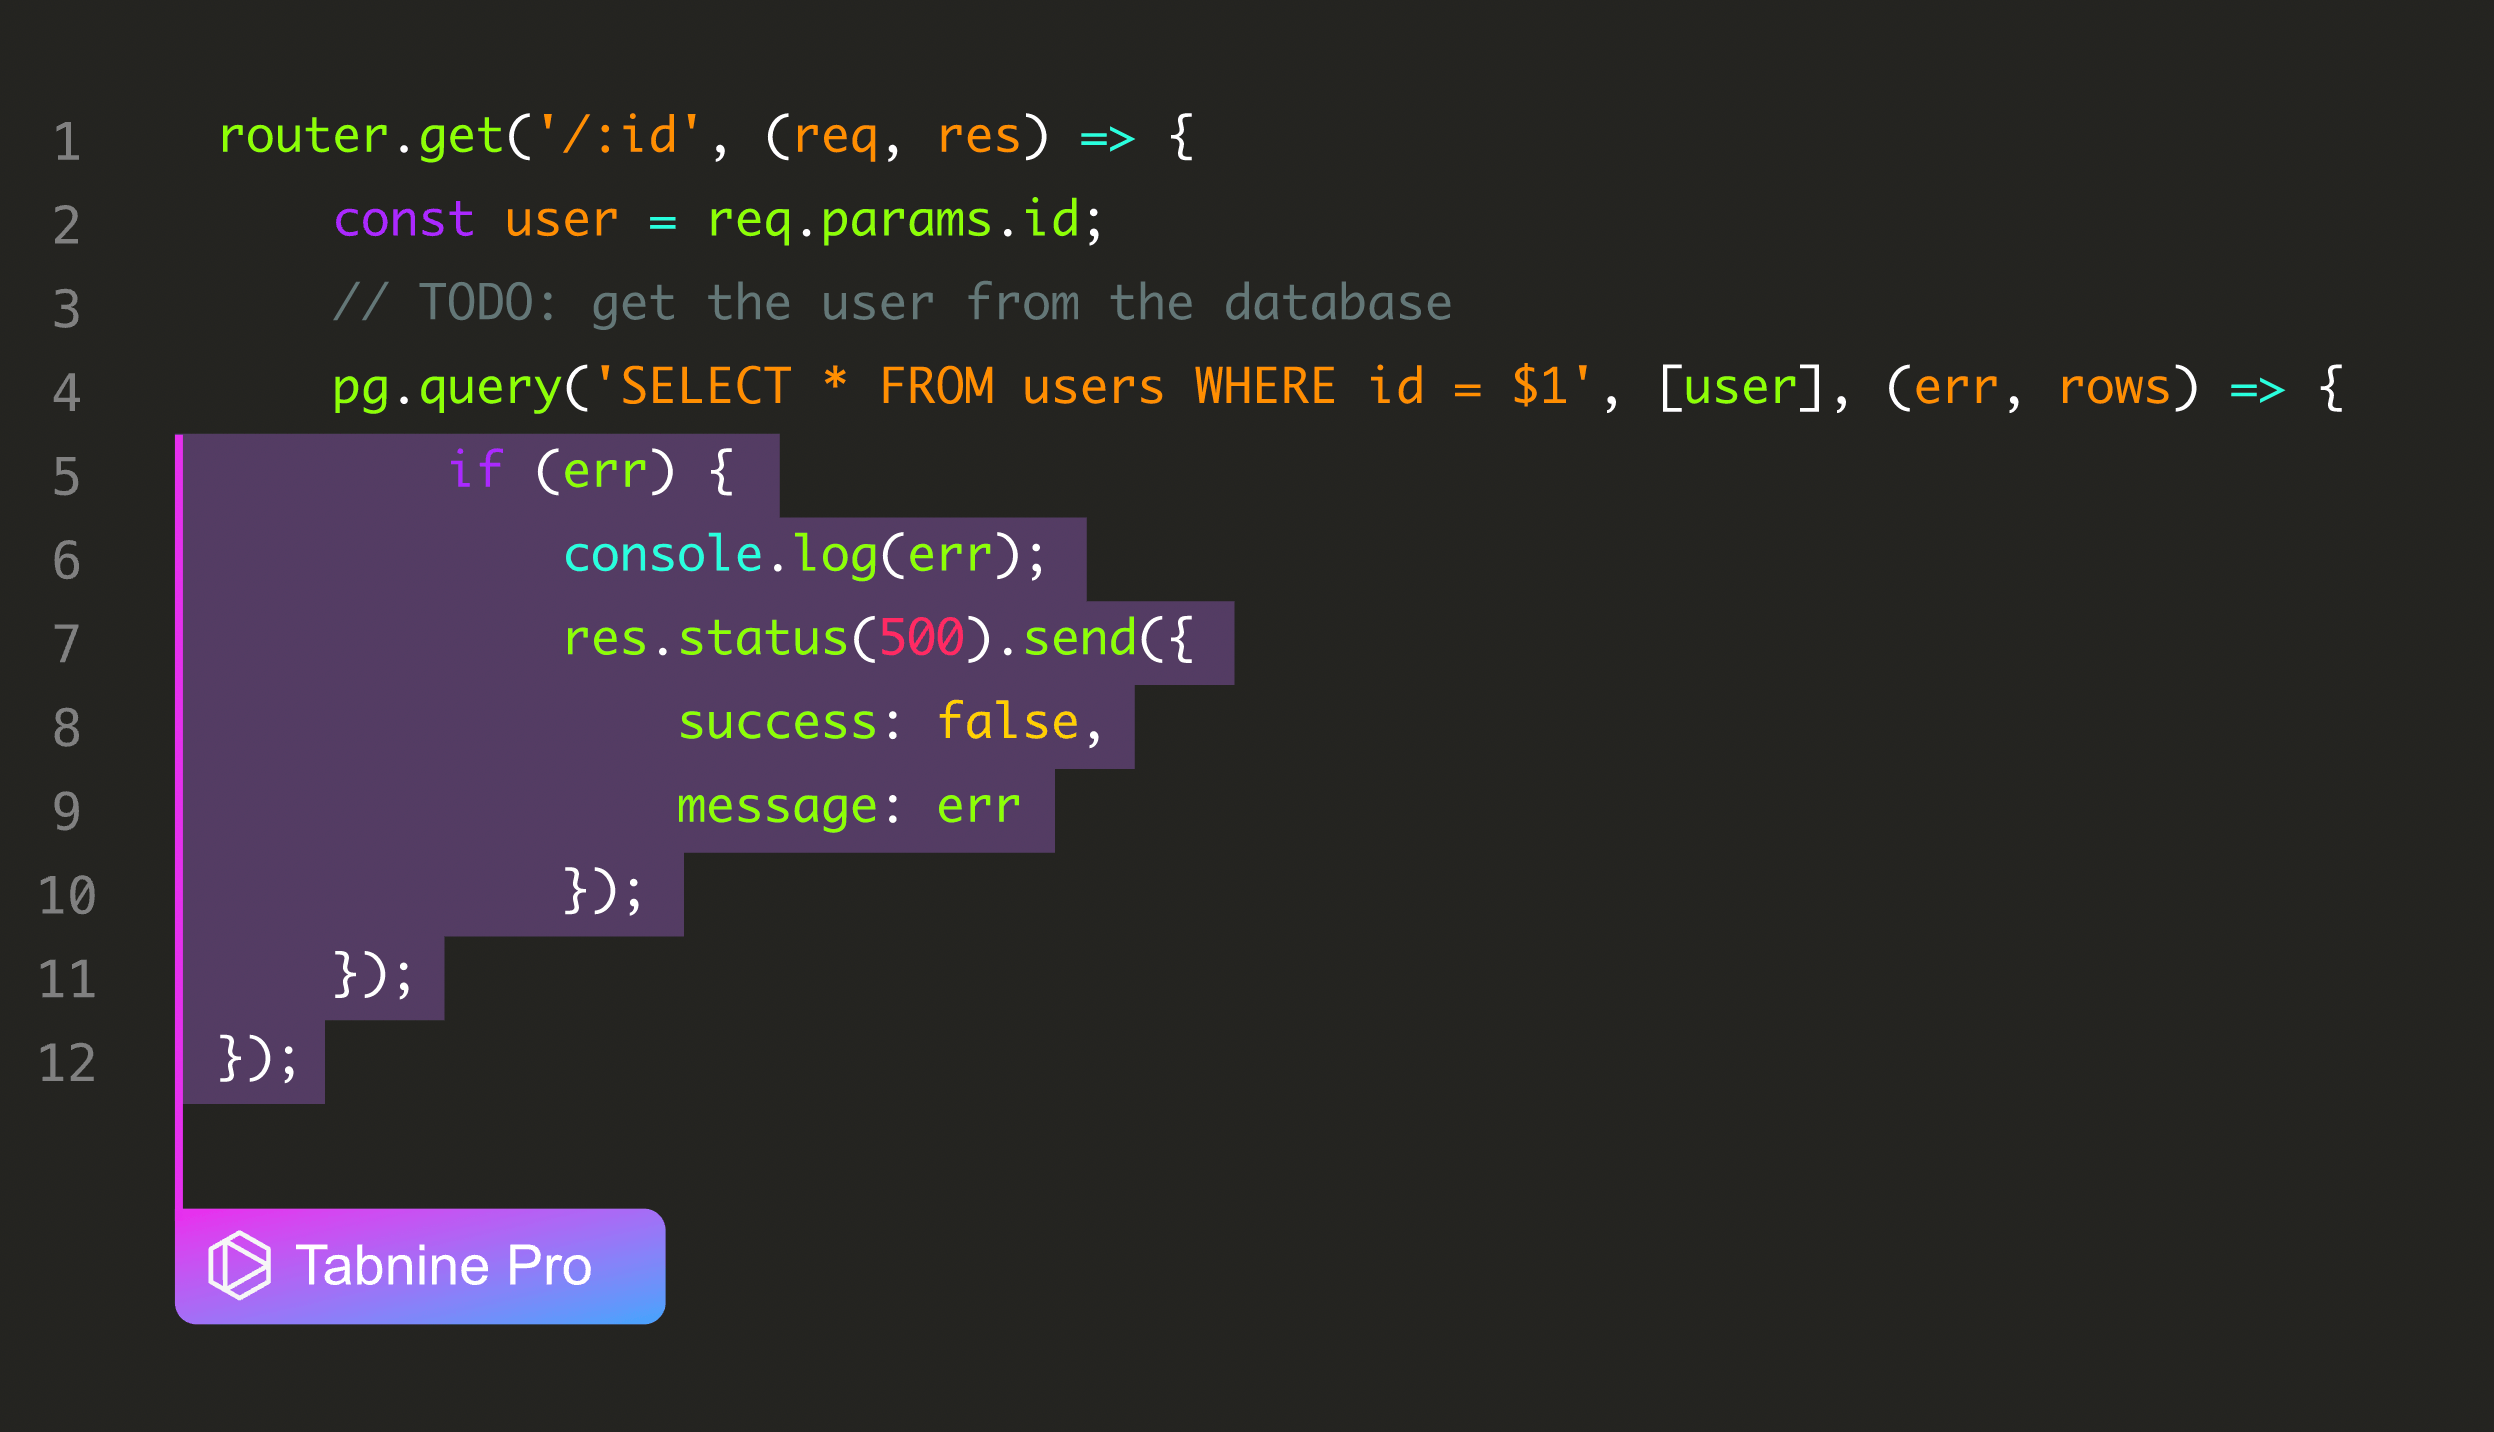 1 router.get('/:id', (req, res) => {
2 const user = req.params.id;
3 // TODO: get the user from the database
4 pg.query('SELECT * FROM users WHERE id = $1', [user], (err, rows) => {
5 if (err) {
6 console.log(err);
7 res.status(500).send({
8 success: false,
9 message: err
10 });
11 });
12 });
Tabnine Pro